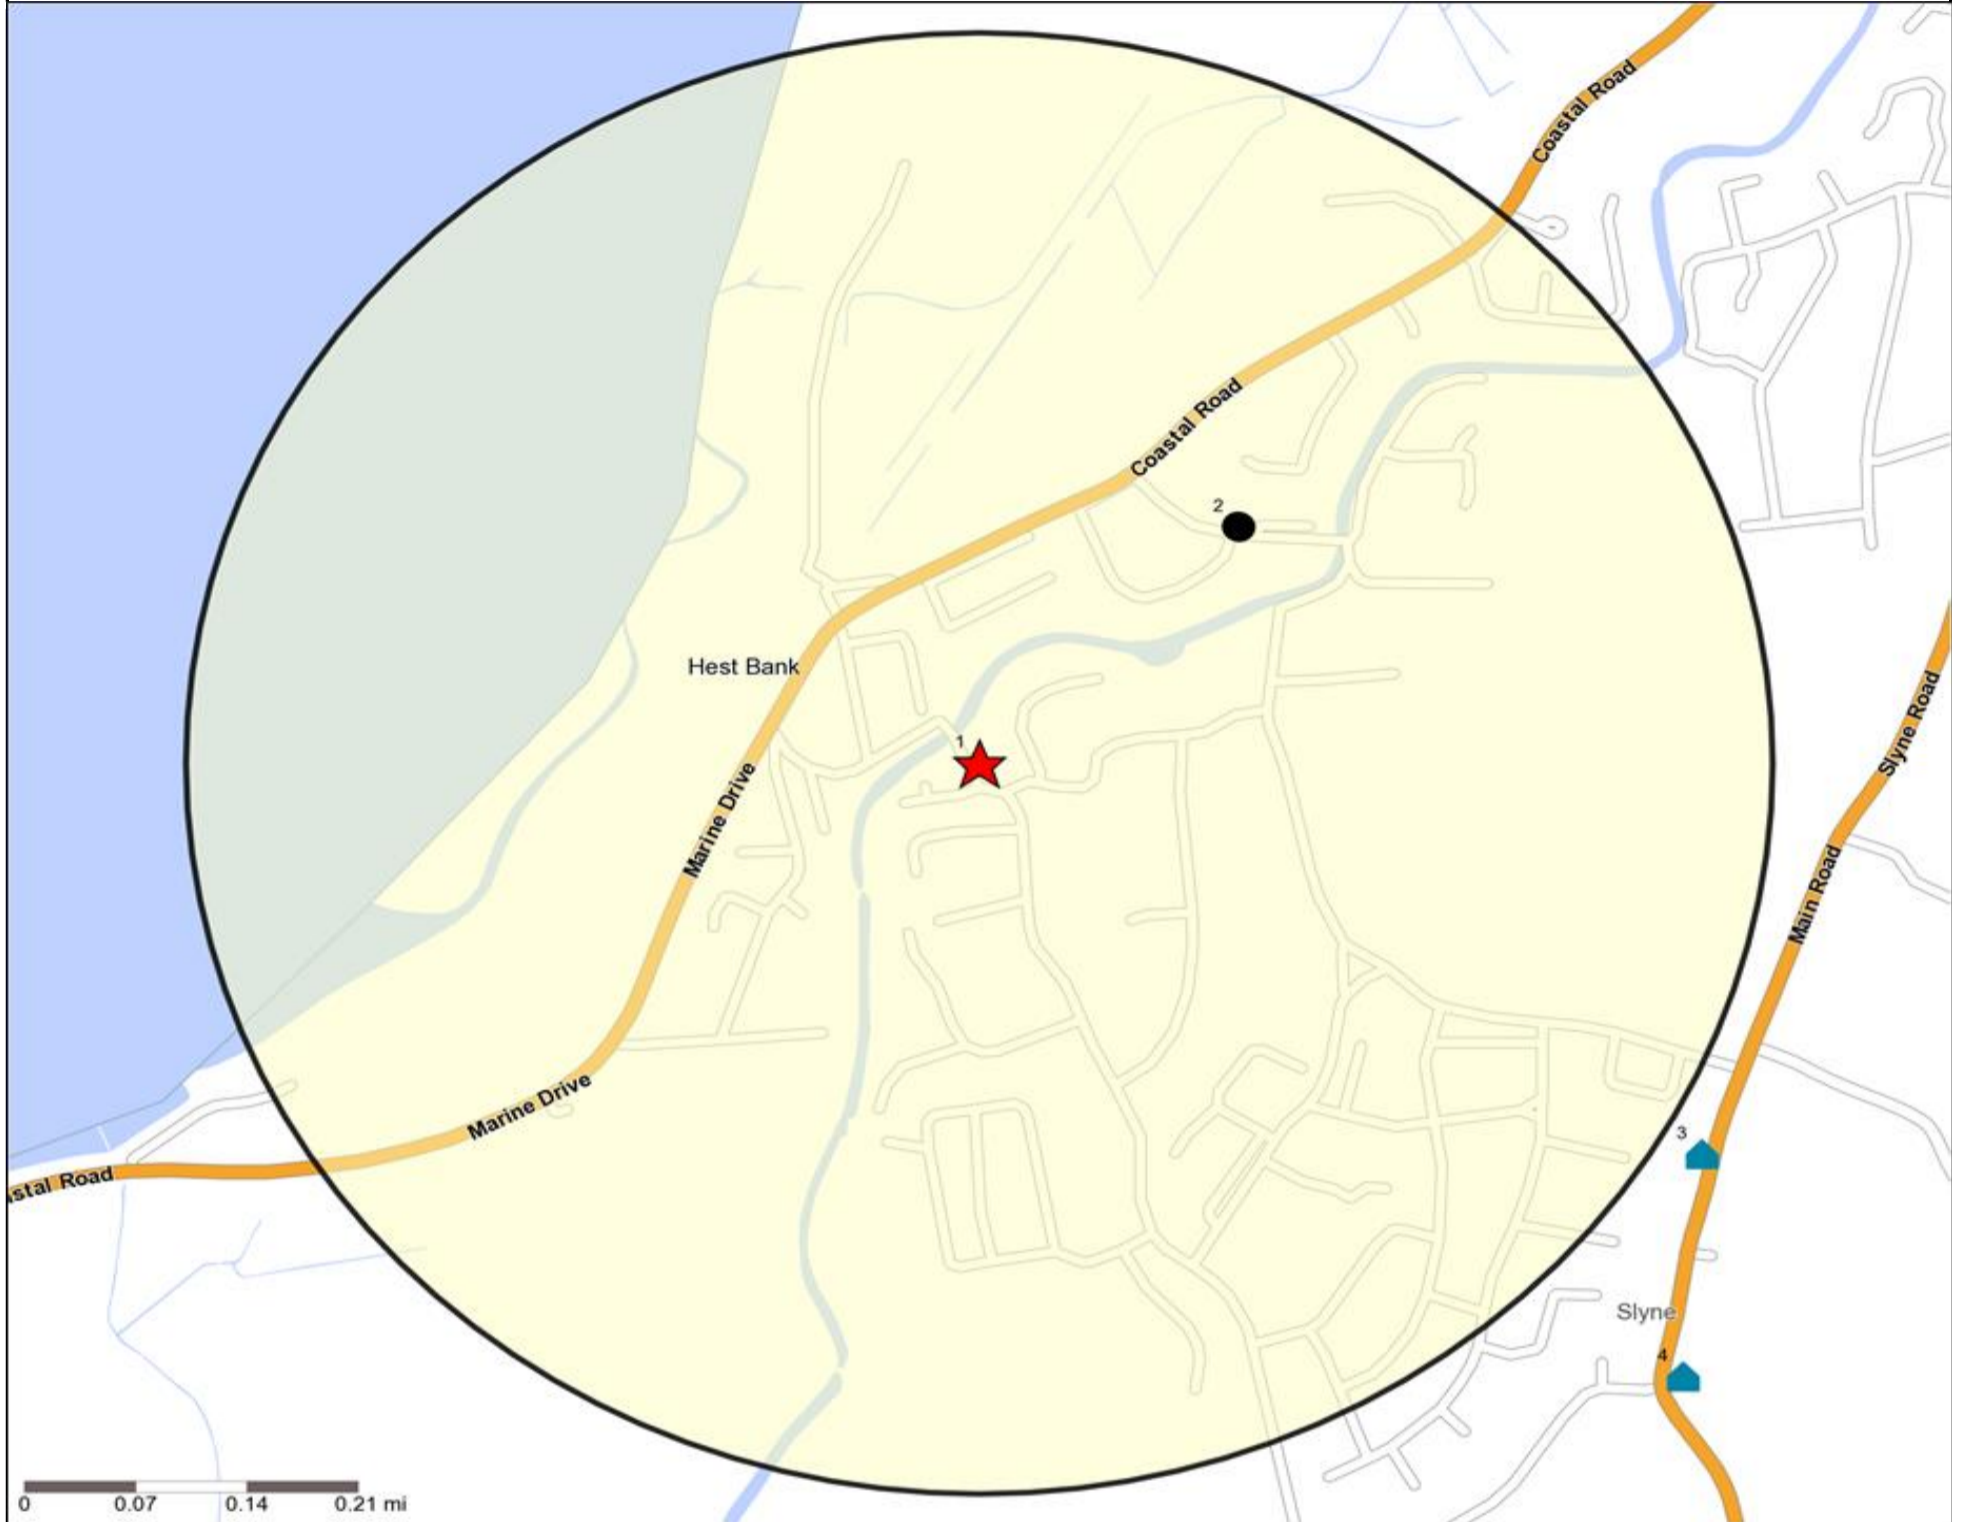 Coastal Road
Coastal Road
2
Hest Bank
Slyne Road
1
Marine Drive
Main Road
Marine Drive
3
stal Road
Slyne
4
0 0.07 0.14 0.21 mi